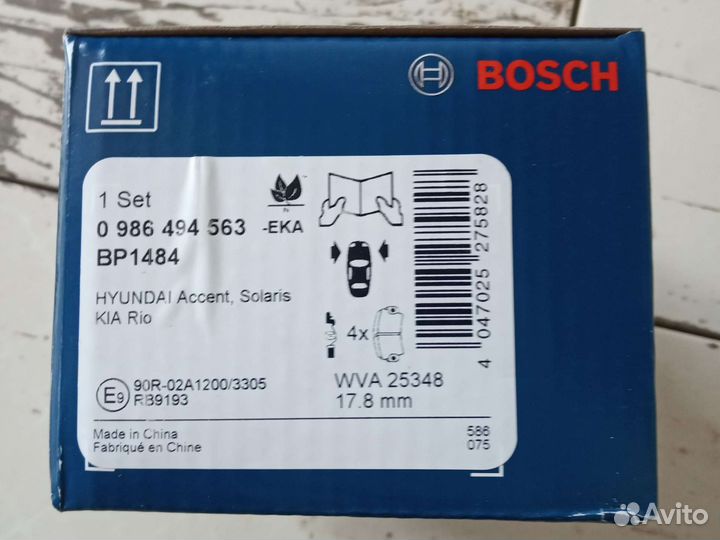 BOSCH
1 Set
0 986 494 563 -EKA
BP1484
HYUNDAI Accent, Solaris
KIA Rio
4x
4 047025 275828
E9 90R-02A1200/3305
RB9193
WVA 25348
17.8 mm
Made in China
Fabriqué en Chine
586
075
Avito